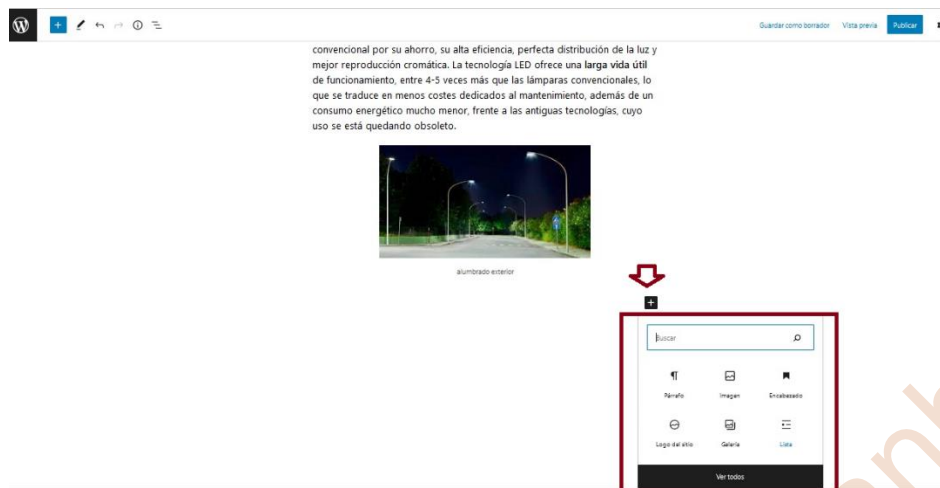 Guardar como borrador Vista previa Publicar
convencional por su ahorro, su alta eficiencia, perfecta distribución de la luz y
mejor reproducción cromática. La tecnología LED ofrece una larga vida útil
de funcionamiento, entre 4-5 veces más que las lámparas convencionales, lo
que se traduce en menos costes dedicados al mantenimiento, además de un
consumo energético mucho menor, frente a las antiguas tecnologías, cuyo
uso se está quedando obsoleto.
alumbrado exterior
Buscar
Párrafo Imagen Encabezado
Logo del sitio Galería Lista
Ver todos